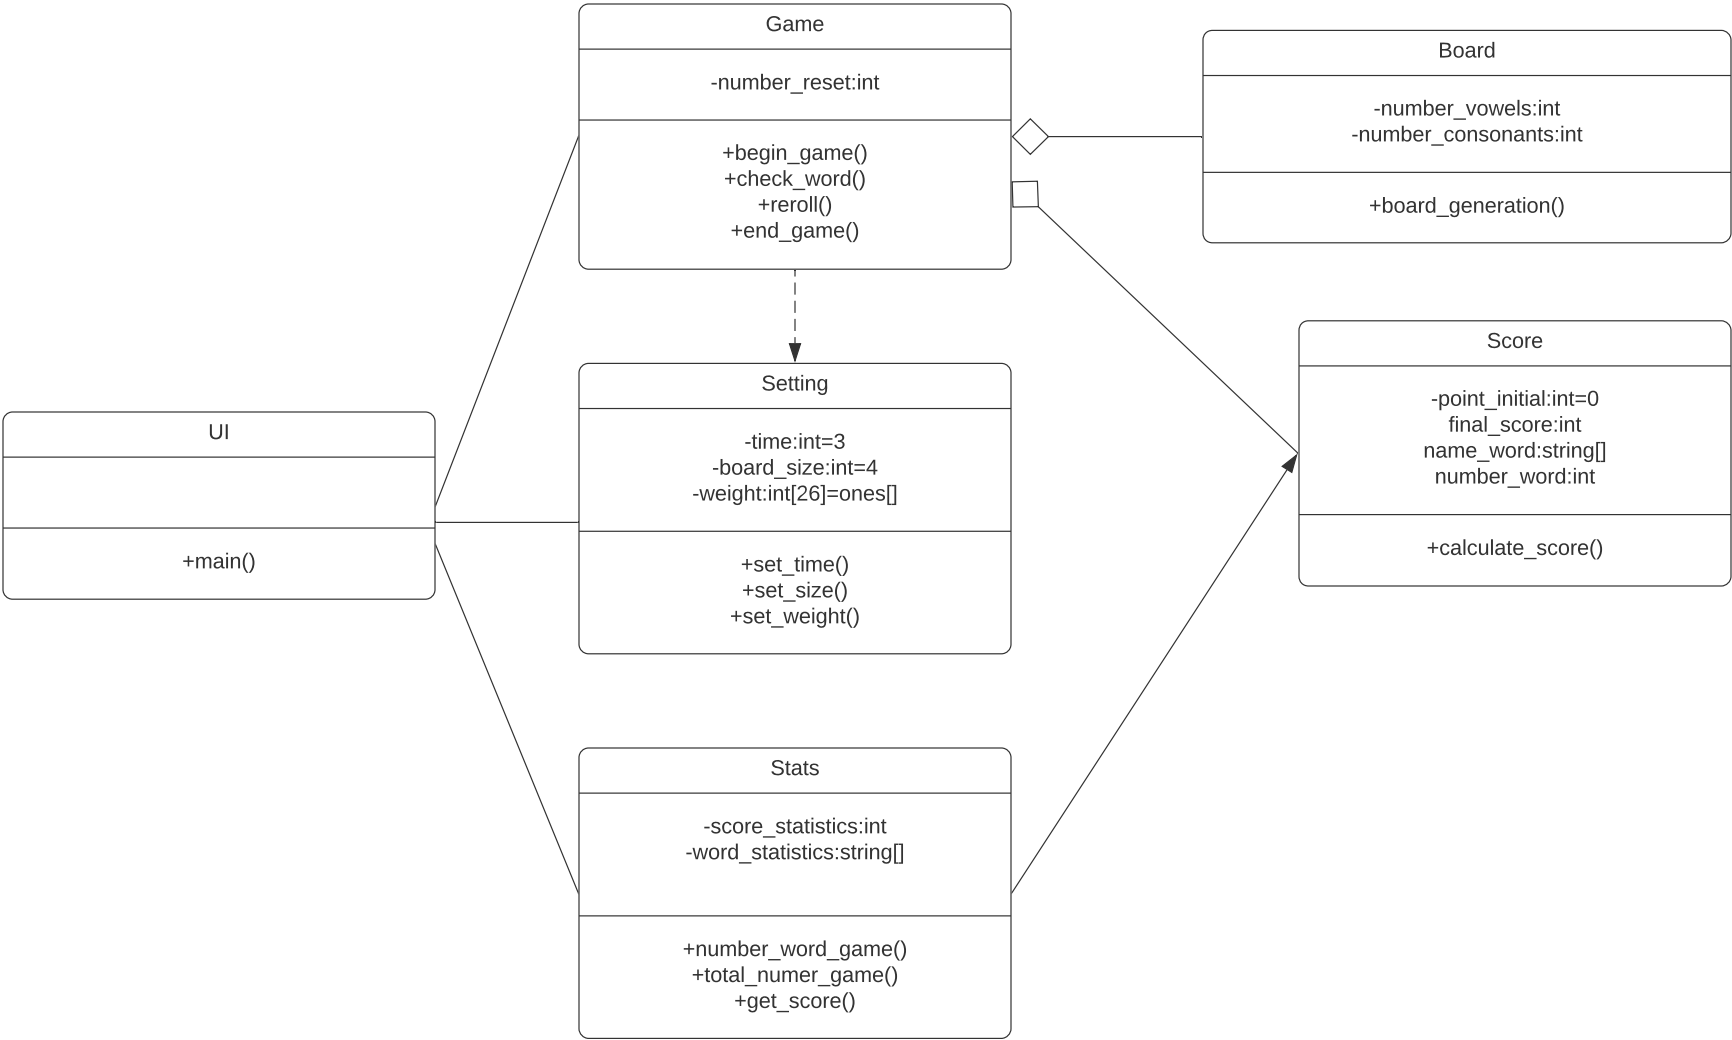 Game
-number_reset:int
+begin_game()
+check_word()
+reroll()
+end_game()
Board
-number_vowels:int
-number_consonants:int
+board_generation()
UI
+main()
Setting
-time:int=3
-board_size:int=4
-weight:int[26]=ones[]
+set_time()
+set_size()
+set_weight()
Score
-point_initial:int=0
final_score:int
name_word:string[]
number_word:int
+calculate_score()
Stats
-score_statistics:int
-word_statistics:string[]
+number_word_game()
+total_numer_game()
+get_score()